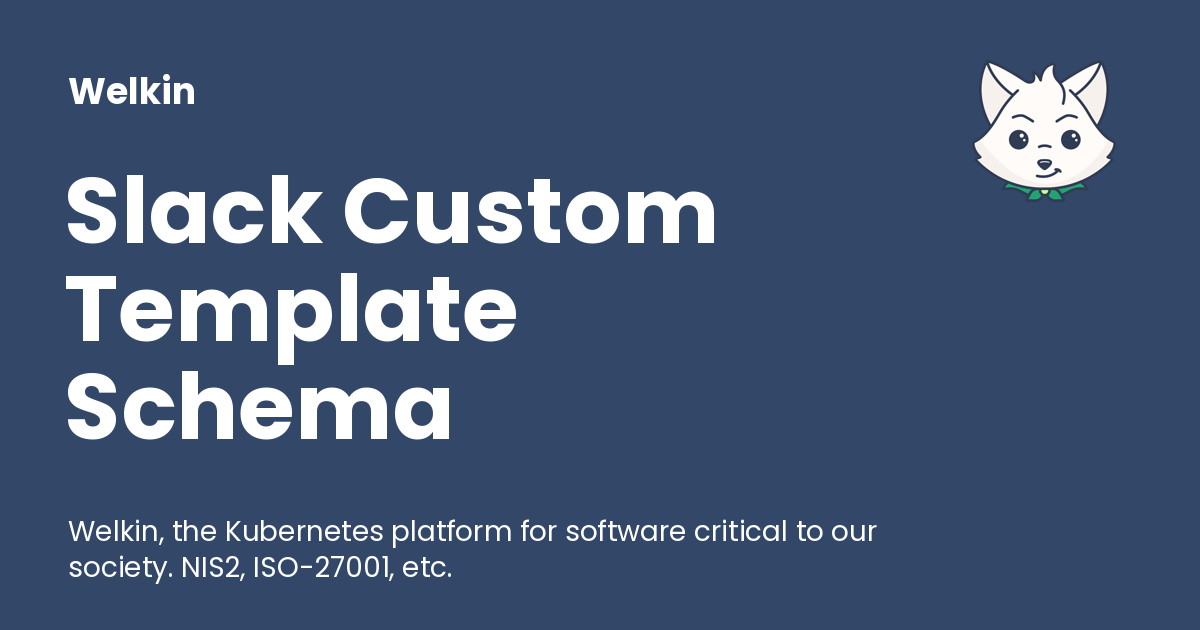 Welkin
Slack Custom
Template
Schema
Welkin, the Kubernetes platform for software critical to our
society. NIS2, ISO-27001, etc.